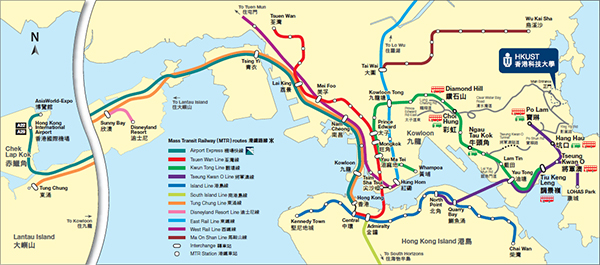 N
To Tuen Mun
往屯門
Tsuen Wan
荃灣
Wu Kai Sha
烏溪沙
To Lo Wu
往羅湖
Tai Wai
大圍
HKUST
香港科技大學
Tsing Yi
青衣
Lai King
荔景
Mei Foo
美孚
Kowloon Tong
九龍塘
Diamond Hill
鑽石山
Choi Hung
彩虹
Po Lam
寶琳
Hang Hau
坑口
Ngau Tau Kok
牛頭角
Tseung Kwan O
將軍澳
Prince Edward
太子
Kowloon
九龍
Mongkok
旺角
Nam Cheong
南昌
Yau Ma Tei
Whampoa
黃埔
Lam Tin
藍田
Yau Tong
油塘
Tiu Keng Leng
調景嶺
LOHAS Park
康城
AsiaWorld-Expo
博覽館
Hong Kong International Airport
香港國際機場
Sunny Bay
欣澳
Disneyland Resort
迪士尼
To Lantau Island
往大嶼山
Chek Lap Kok
赤鱲角
Tung Chung
東涌
To Kowloon
往九龍
Lantau Island
大嶼山
Kowloon
九龍
Tsim Sha Tsui
尖沙咀
Hung Hom
紅磡
Hong Kong
香港
Kennedy Town
堅尼地城
Central
中環
Admiralty
金鐘
North Point
北角
Quarry Bay
鰂魚涌
Chai Wan
柴灣
Hong Kong Island 港島
To South Horizons
往海怡半島
Mass Transit Railway (MTR) routes 港鐵路線
Airport Express 機場快綫
Tsuen Wan Line 荃灣綫
Kwun Tong Line 觀塘綫
Tseung Kwan O Line 將軍澳綫
Island Line 港島綫
South Island line 南港島綫
Tung Chung Line 東涌綫
Disneyland Resort Line 迪士尼綫
East Rail Line 東鐵綫
West Rail Line 西鐵綫
Ma On Shan Line 馬鞍山綫
Interchange 轉車站
MTR Station 港鐵車站